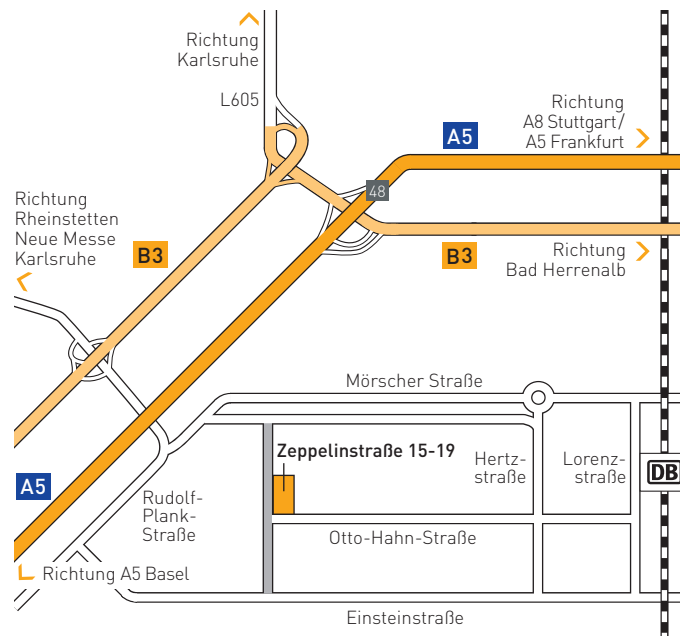 Richtung
Karlsruhe
L605
Richtung
A8 Stuttgart/
A5 Frankfurt
A5
48
Richtung
Rheinstetten
Neue Messe
Karlsruhe
B3
B3
Richtung
Bad Herrenalb
Mörscher Straße
Zeppelinstraße 15-19
Hertz-
straße
Lorenz-
straße
DB
A5
Rudolf-
Plank-
Straße
Otto-Hahn-Straße
Richtung A5 Basel
Einsteinstraße